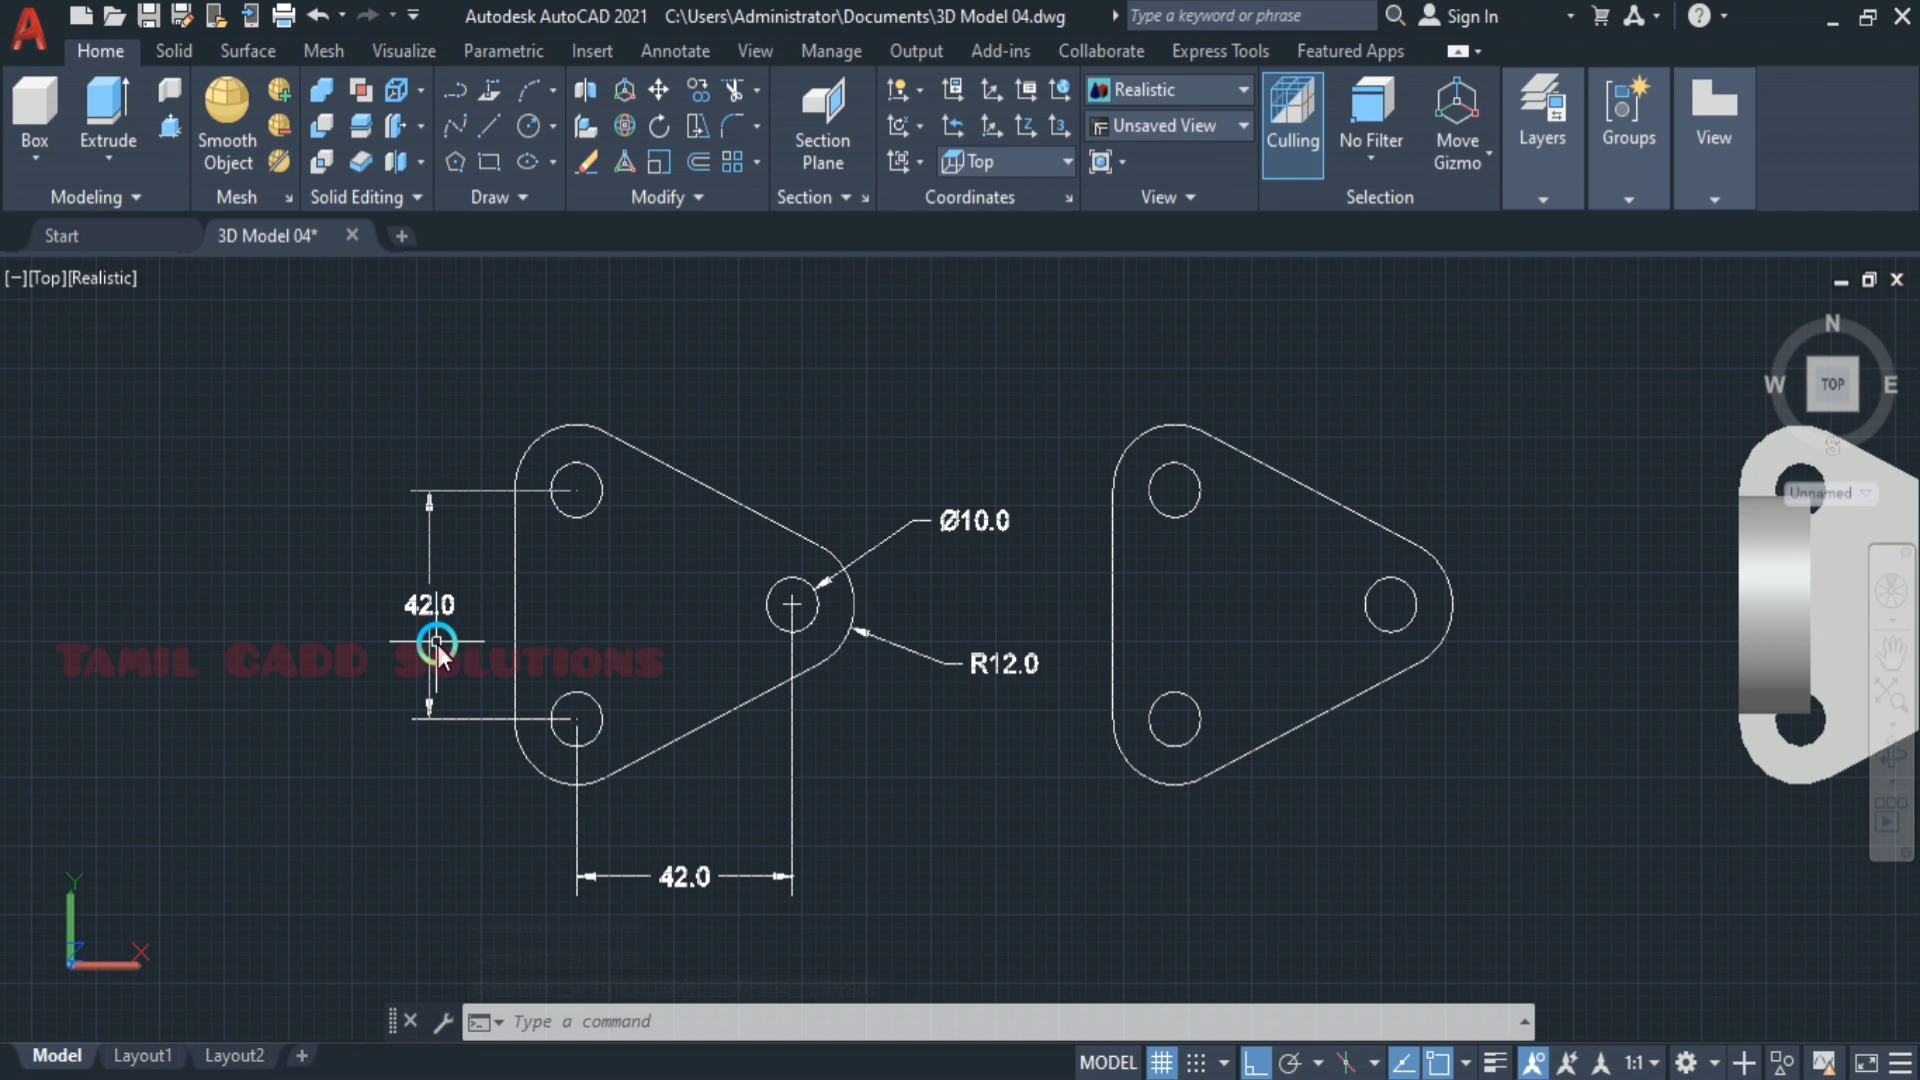 Autodesk AutoCAD 2021 C:\Users\Administrator\Documents\3D Model 04.dwg
Type a keyword or phrase
Sign In
Home Solid Surface Mesh Visualize Parametric Insert Annotate View Manage Output Add-ins Collaborate Express Tools Featured Apps
Realistic
Unsaved View
Top
Box
Extrude
Smooth
Object
Section
Plane
Culling
No Filter
Move
Gizmo
Layers
Groups
View
Modeling
Mesh
Solid Editing
Draw
Modify
Section
Coordinates
View
Selection
Start
3D Model 04*
[−][Top][Realistic]
N
W
TOP
E
S
Unnamed
Ø10.0
42.0
R12.0
TAMIL CADD SOLUTIONS
42.0
Y
Z
X
Type a command
Model Layout1 Layout2
MODEL
1:1